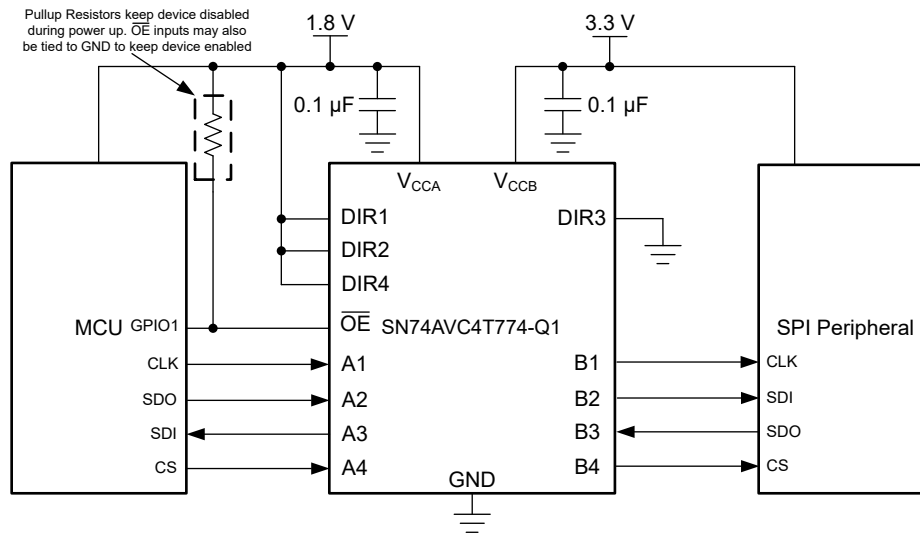 Pullup Resistors keep device disabled
during power up. OE inputs may also
be tied to GND to keep device enabled
1.8 V
3.3 V
0.1 µF
0.1 µF
VCCA
VCCB
DIR1
DIR3
DIR2
DIR4
MCU GPIO1
OE SN74AVC4T774-Q1
SPI Peripheral
CLK
A1
B1
CLK
SDO
A2
B2
SDI
SDI
A3
B3
SDO
CS
A4
B4
CS
GND